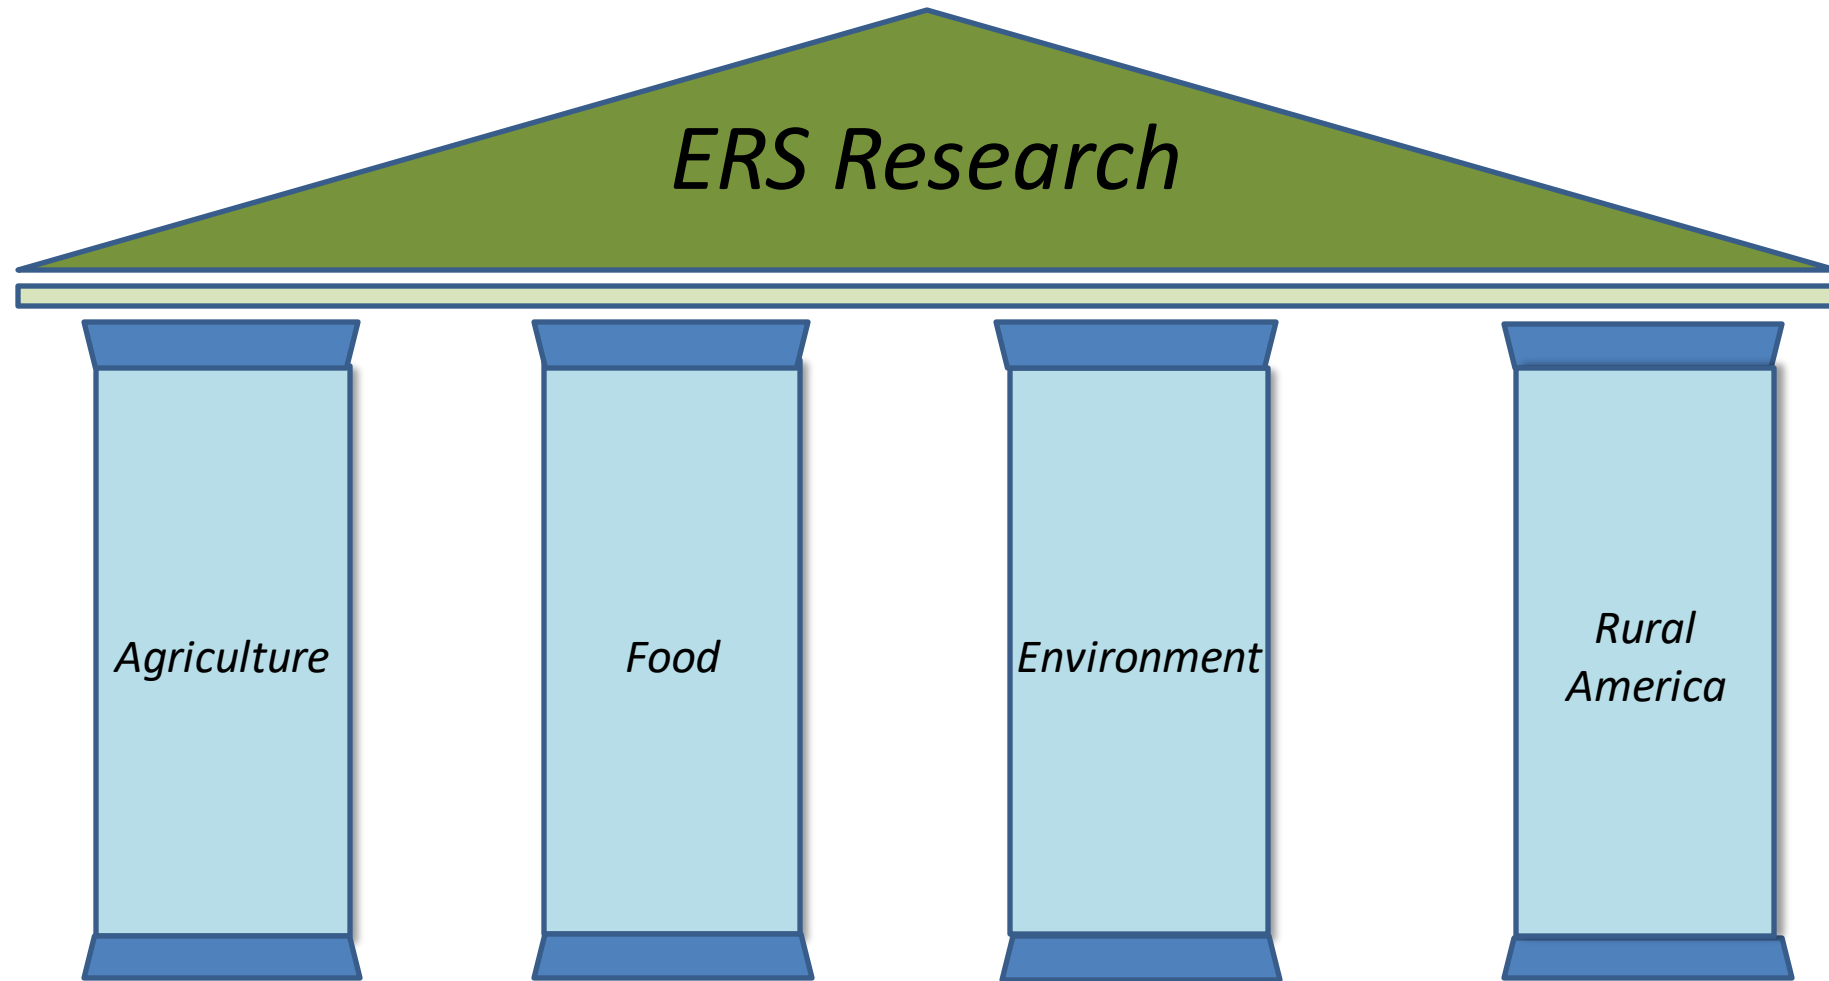 ERS Research
Agriculture
Food
Environment
Rural
America